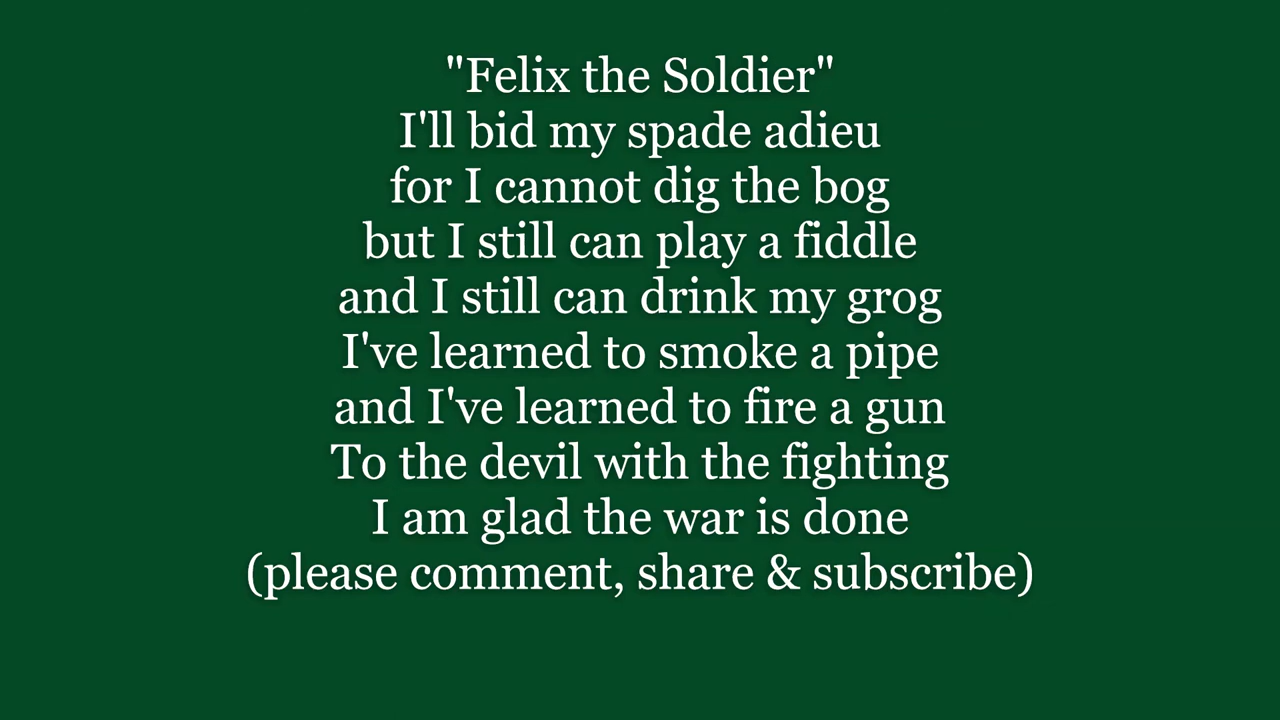 "Felix the Soldier"
I'll bid my spade adieu
for I cannot dig the bog
but I still can play a fiddle
and I still can drink my grog
I've learned to smoke a pipe
and I've learned to fire a gun
To the devil with the fighting
I am glad the war is done
(please comment, share & subscribe)